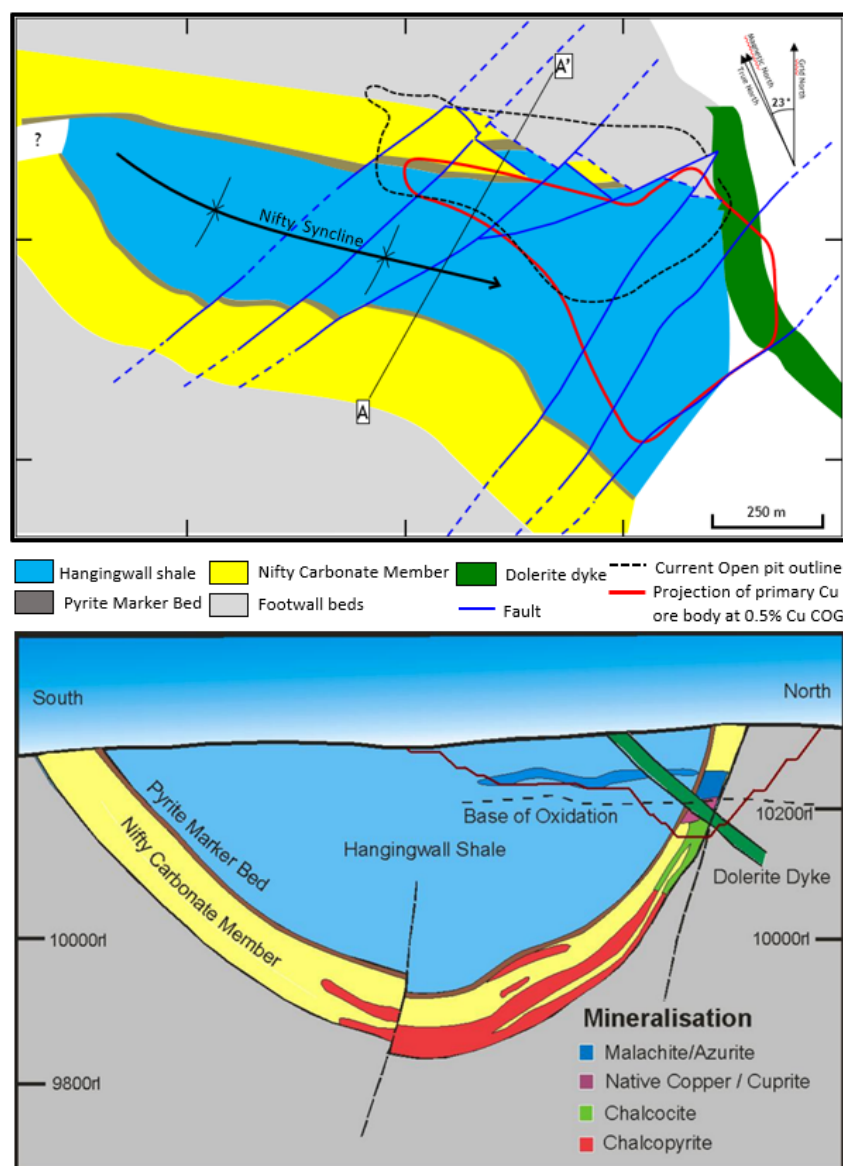 A'
Magnetic North
True North
Grid North
23°
?
Nifty Syncline
A
250 m
Hangingwall shale
Nifty Carbonate Member
Dolerite dyke
Current Open pit outline
Pyrite Marker Bed
Footwall beds
Fault
Projection of primary Cu
ore body at 0.5% Cu COG
South
North
Base of Oxidation
10200rl
Pyrite Marker Bed
Hangingwall Shale
Dolerite Dyke
Nifty Carbonate Member
10000rl
10000rl
Mineralisation
Malachite/Azurite
Native Copper / Cuprite
9800rl
Chalcocite
Chalcopyrite